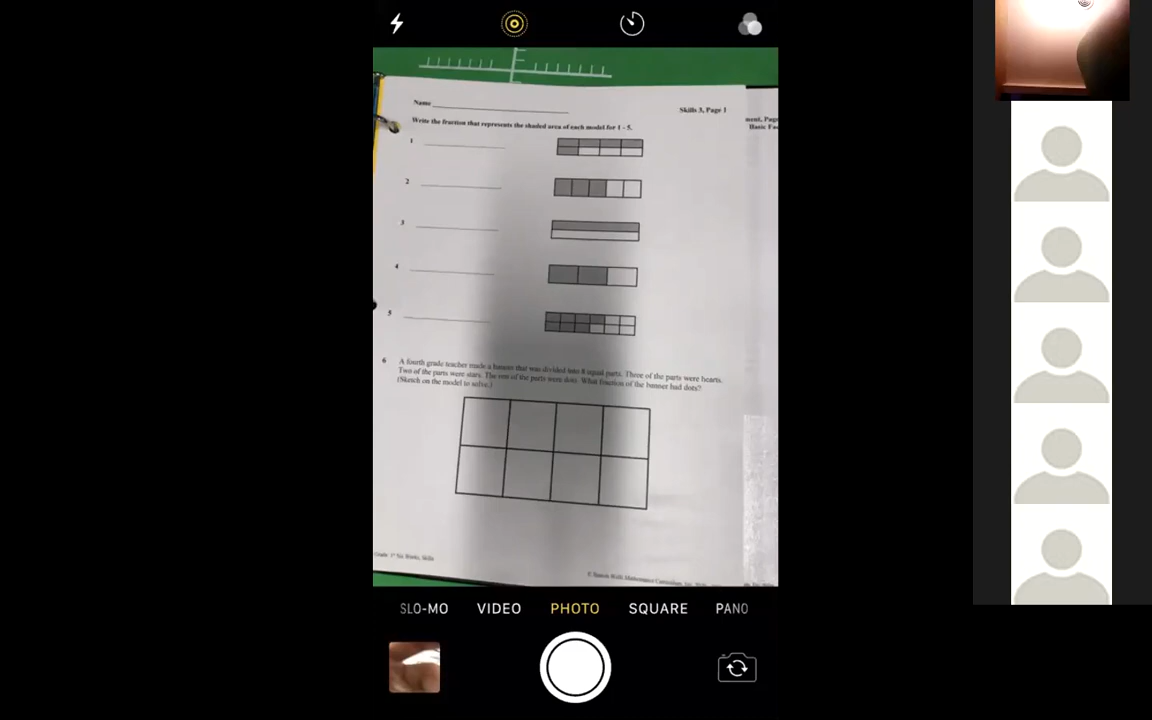 Name
Skills 3, Page 1
Write the fraction that represents the shaded area of each model for 1 - 5.
1
2
3
4
5
6 A fourth grade teacher made a banner that was divided into 8 equal parts. Three of the parts were hearts.
Two of the parts were stars. The rest of the parts were dots. What fraction of the banner had dots?
(Sketch on the model to solve.)
Mathematics Curriculum
SLO-MO VIDEO PHOTO SQUARE PANO